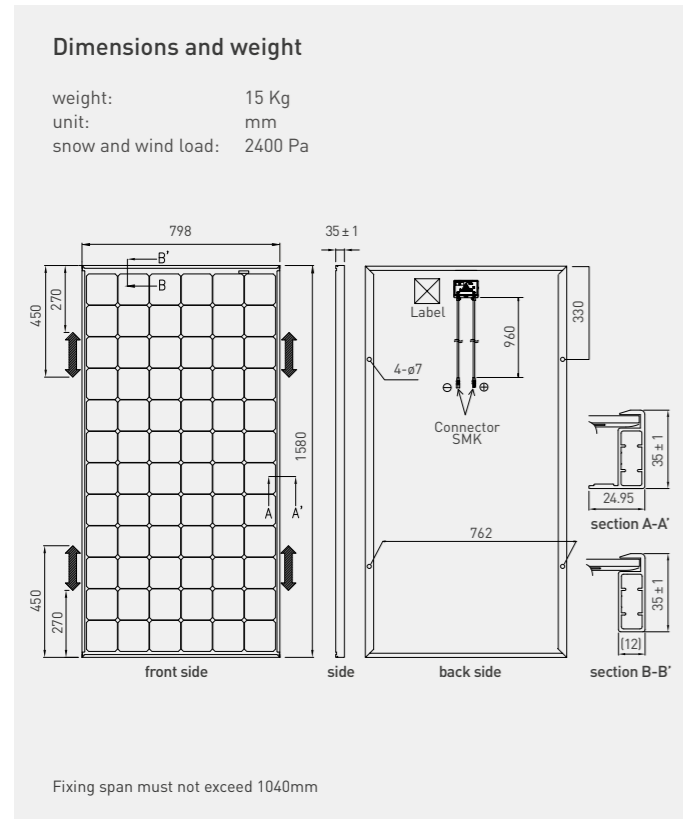 Dimensions and weight
weight: 15 Kg
unit: mm
snow and wind load: 2400 Pa
798
35 ± 1
B'
B
450
270
330
Label
960
4-ø7
⊖ ⊕
Connector
SMK
1580
35 ± 1
A A'
24.95
section A-A'
762
450
270
35 ± 1
(12)
front side
side
back side
section B-B'
Fixing span must not exceed 1040mm